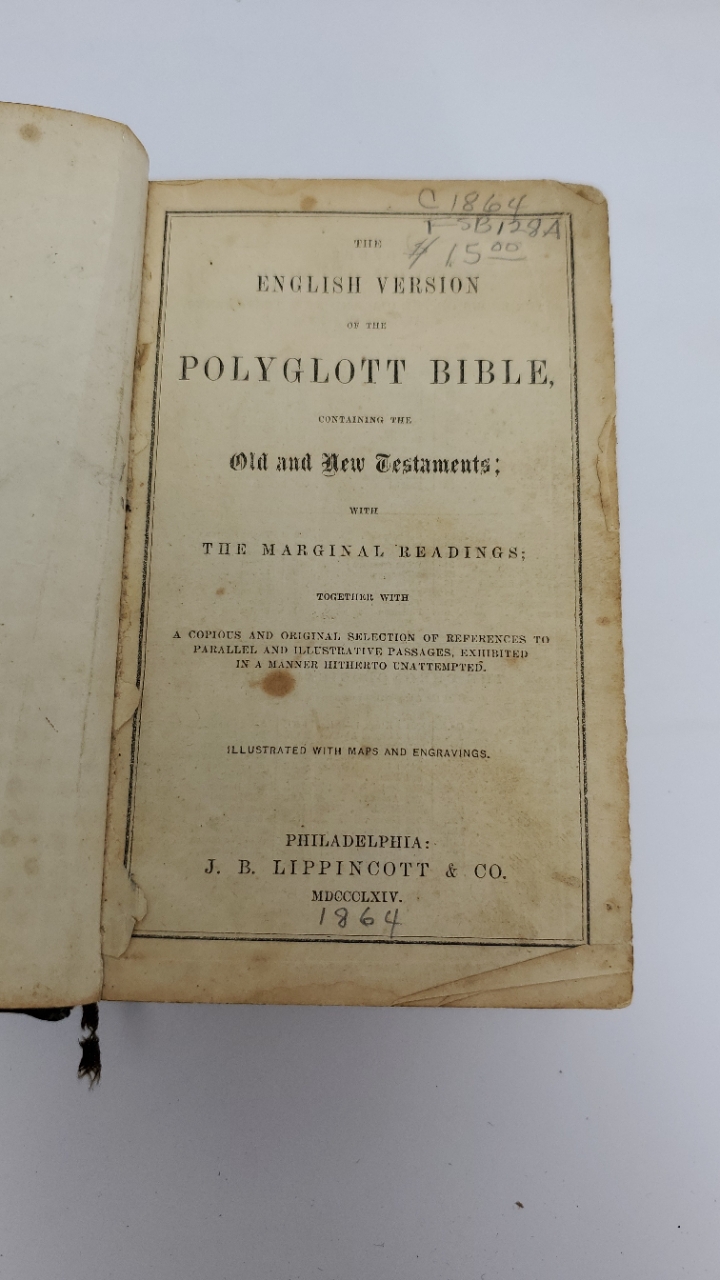 C 1864
FSB128A
$15.00
THE
ENGLISH VERSION
OF THE
POLYGLOTT BIBLE,
CONTAINING THE
Old and New Testaments;
WITH
THE MARGINAL READINGS;
TOGETHER WITH
A COPIOUS AND ORIGINAL SELECTION OF REFERENCES TO
PARALLEL AND ILLUSTRATIVE PASSAGES, EXHIBITED
IN A MANNER HITHERTO UNATTEMPTED.
ILLUSTRATED WITH MAPS AND ENGRAVINGS.
PHILADELPHIA:
J. B. LIPPINCOTT & CO.
MDCCCLXIV.
1864